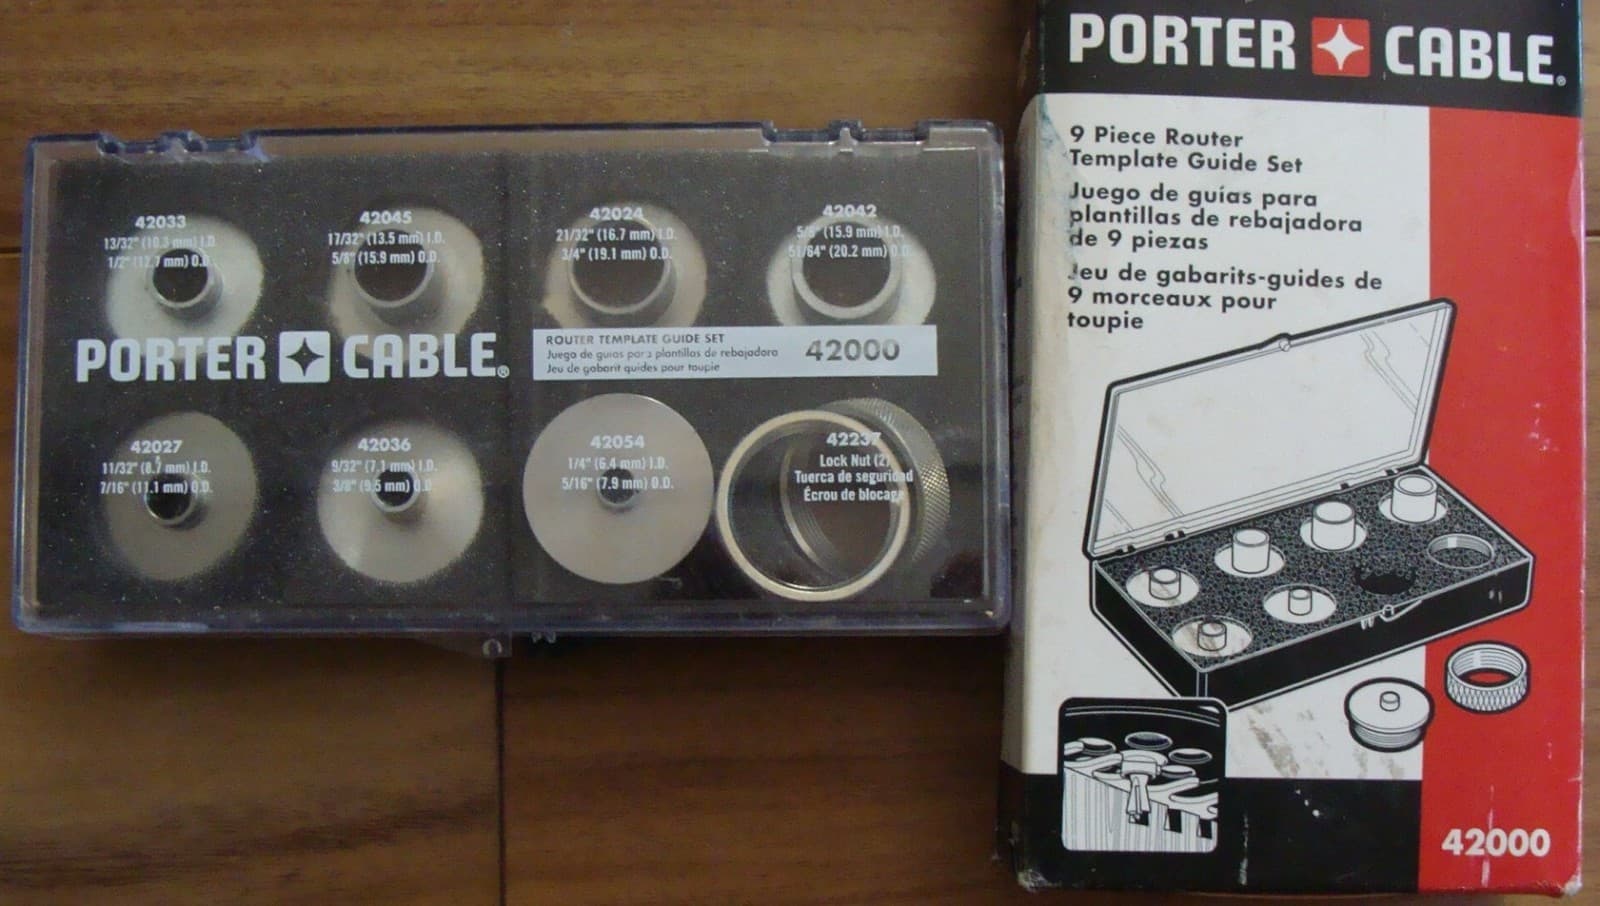 42033
13/32" (10.3 mm) I.D.
1/2" (12.7 mm) O.D.
42045
17/32" (13.5 mm) I.D.
5/8" (15.9 mm) O.D.
42024
21/32" (16.7 mm) I.D.
3/4" (19.1 mm) O.D.
42042
5/8" (15.9 mm) I.D.
51/64" (20.2 mm) O.D.
PORTER CABLE®
ROUTER TEMPLATE GUIDE SET
Juego de guías para plantillas de rebajadora
Jeu de gabarit guides pour toupie
42000
42027
11/32" (8.7 mm) I.D.
7/16" (11.1 mm) O.D.
42036
9/32" (7.1 mm) I.D.
3/8" (9.5 mm) O.D.
42054
1/4" (6.4 mm) I.D.
5/16" (7.9 mm) O.D.
42237
Lock Nut (2)
Tuerca de seguridad
Écrou de blocage
PORTER CABLE®
9 Piece Router
Template Guide Set
Juego de guías para
plantillas de rebajadora
de 9 piezas
Jeu de gabarits-guides de
9 morceaux pour
toupie
42000